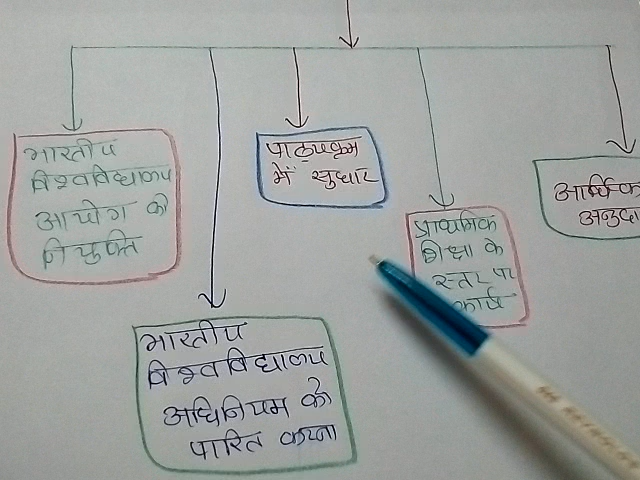 भारतीय
विश्वविद्यालय
आयोग की
नियुक्ति
भारतीय
विश्वविद्यालय
अधिनियम को
पारित करना
पाठ्यक्रम
में सुधार
प्राथमिक
शिक्षा के
स्तर पर
कार्य
आर्थिक
अनुदा